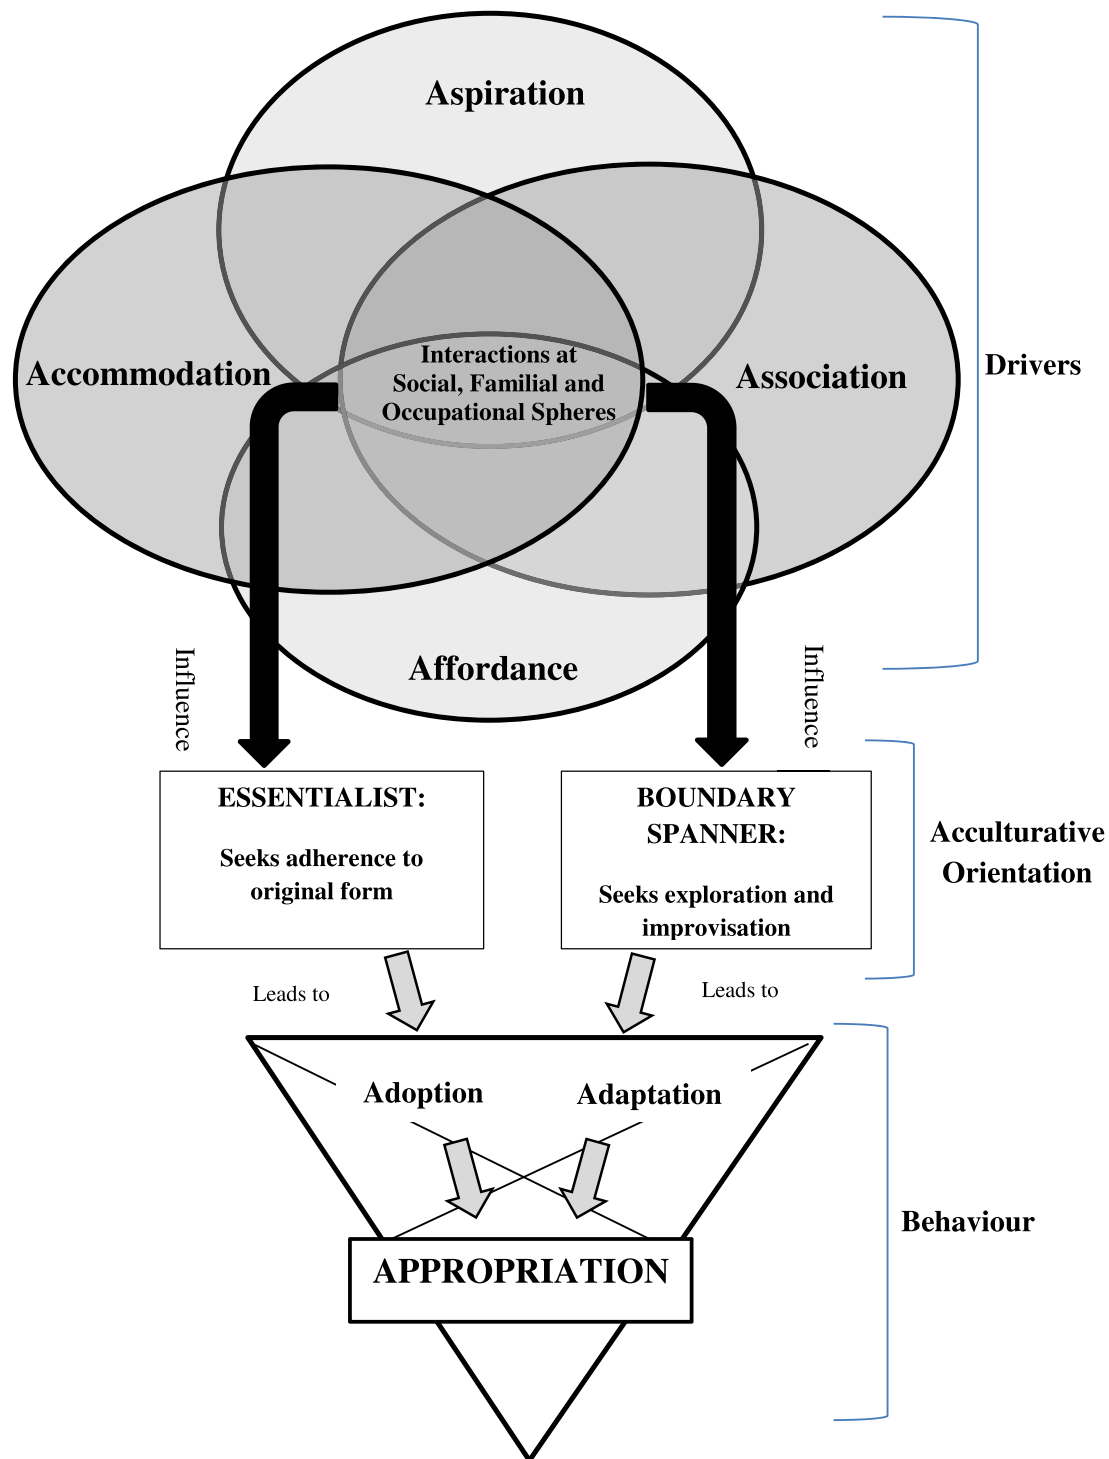 Aspiration
Accommodation
Interactions at
Social, Familial and
Occupational Spheres
Association
Drivers
Affordance
Influence
Influence
ESSENTIALIST:
Seeks adherence to
original form
BOUNDARY
SPANNER:
Seeks exploration and
improvisation
Acculturative
Orientation
Leads to
Leads to
Adoption
Adaptation
Behaviour
APPROPRIATION